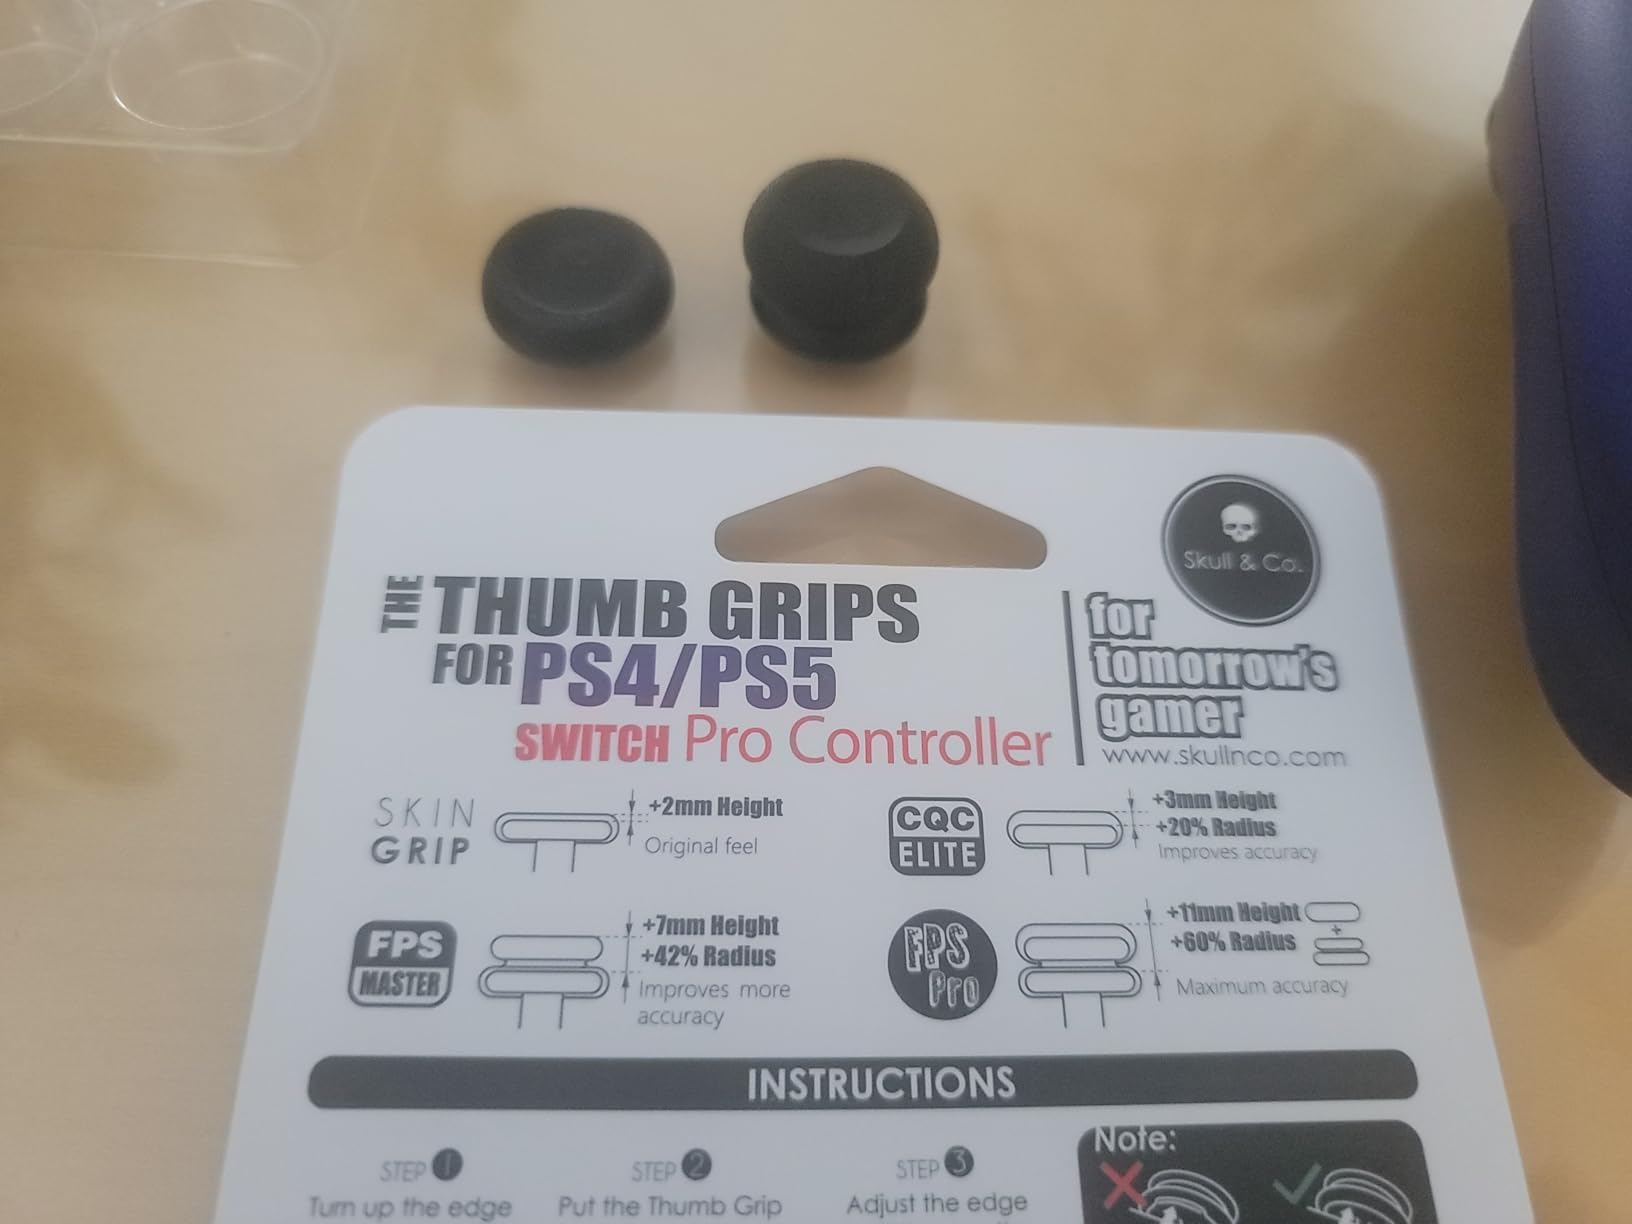 Skull & Co.
THE THUMB GRIPS
FOR PS4/PS5
SWITCH Pro Controller
for
tomorrow's
gamer
www.skullnco.com
SKIN
GRIP
+2mm Height
Original feel
CQC
ELITE
+3mm Height
+20% Radius
Improves accuracy
FPS
MASTER
+7mm Height
+42% Radius
Improves more
accuracy
FPS
Pro
+11mm Height
+
+60% Radius
Maximum accuracy
INSTRUCTIONS
STEP 1
Turn up the edge
STEP 2
Put the Thumb Grip
STEP 3
Adjust the edge
Note: